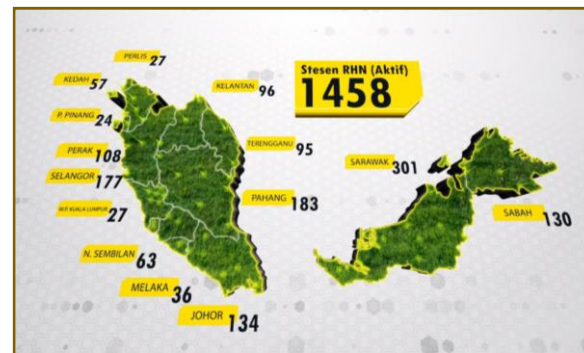 PERLIS
27
KEDAH
57
P. PINANG
24
PERAK
108
SELANGOR
177
W.P. KUALA LUMPUR
27
N. SEMBILAN
63
MELAKA
36
JOHOR
134
KELANTAN
96
TERENGGANU
95
PAHANG
183
Stesen RHN (Aktif)
1458
SARAWAK
301
SABAH
130